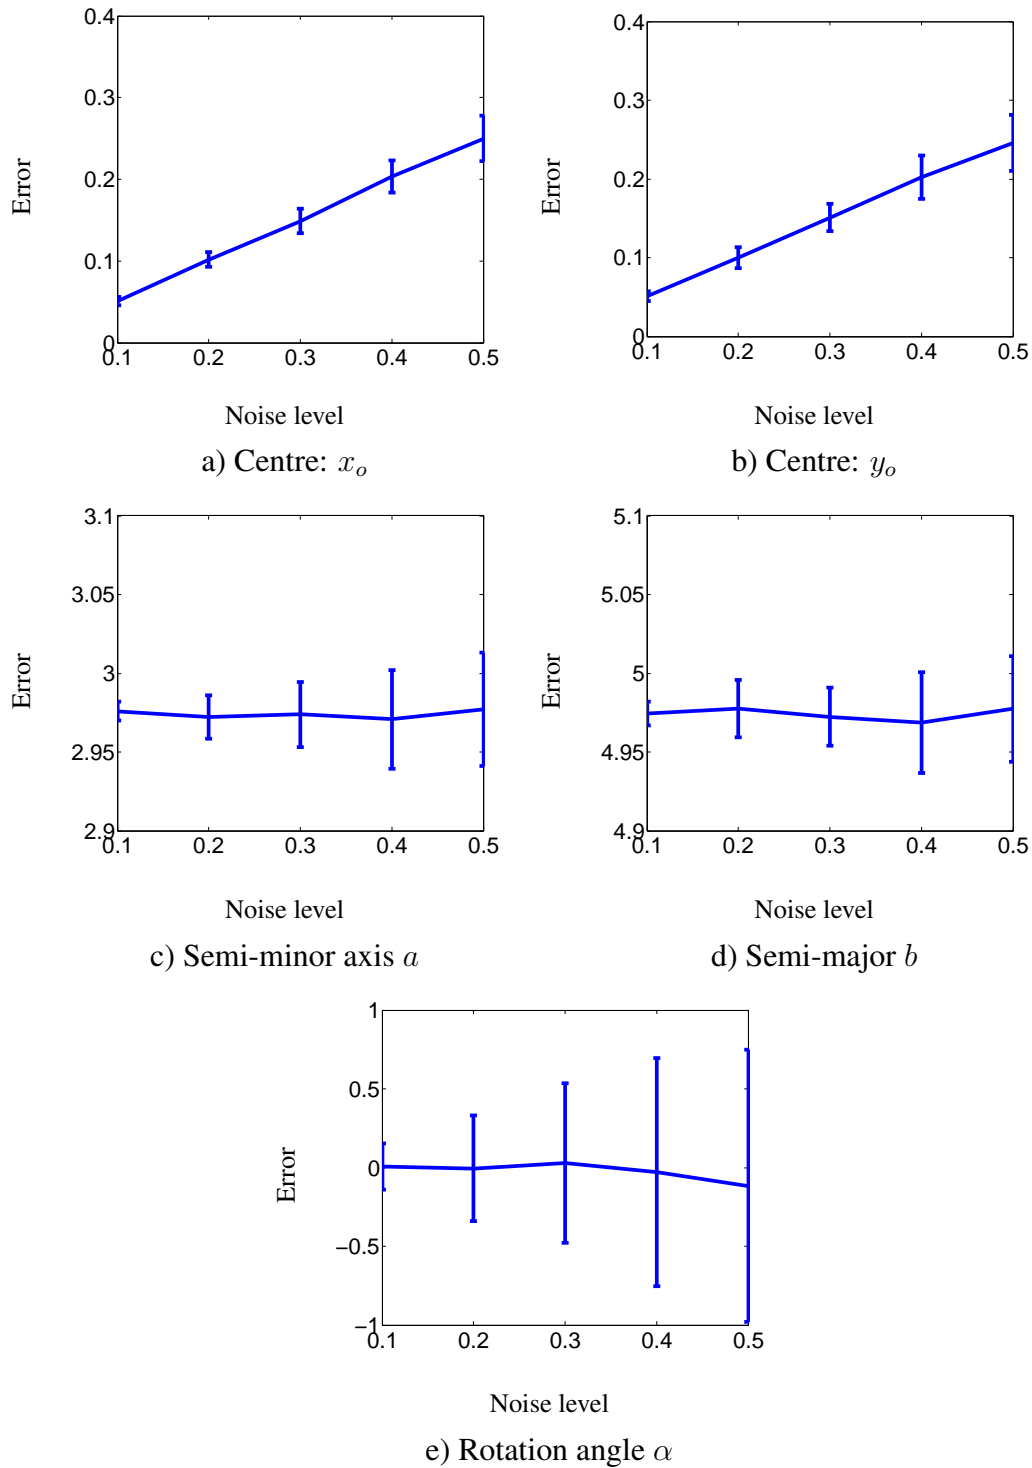 0.4
0.3
0.2
0.1
0
0.1 0.2 0.3 0.4 0.5
Error
Noise level
a) Centre: xₒ
0.4
0.3
0.2
0.1
0
0.1 0.2 0.3 0.4 0.5
Error
Noise level
b) Centre: yₒ
3.1
3.05
3
2.95
2.9
0.1 0.2 0.3 0.4 0.5
Error
Noise level
c) Semi-minor axis a
5.1
5.05
5
4.95
4.9
0.1 0.2 0.3 0.4 0.5
Error
Noise level
d) Semi-major b
1
0.5
0
−0.5
−1
0.1 0.2 0.3 0.4 0.5
Error
Noise level
e) Rotation angle α